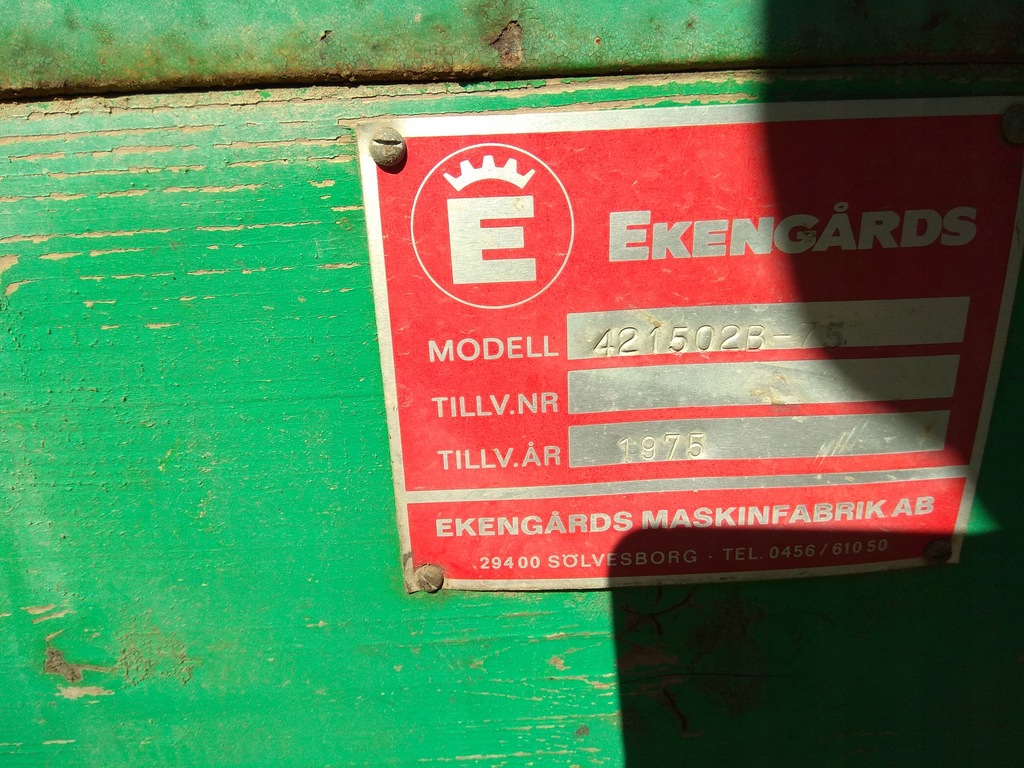 E
EKENGÅRDS
MODELL 421502B-75
TILLV.NR
TILLV.ÅR 1975
EKENGÅRDS MASKINFABRIK AB
29400 SÖLVESBORG · TEL. 0456/61050